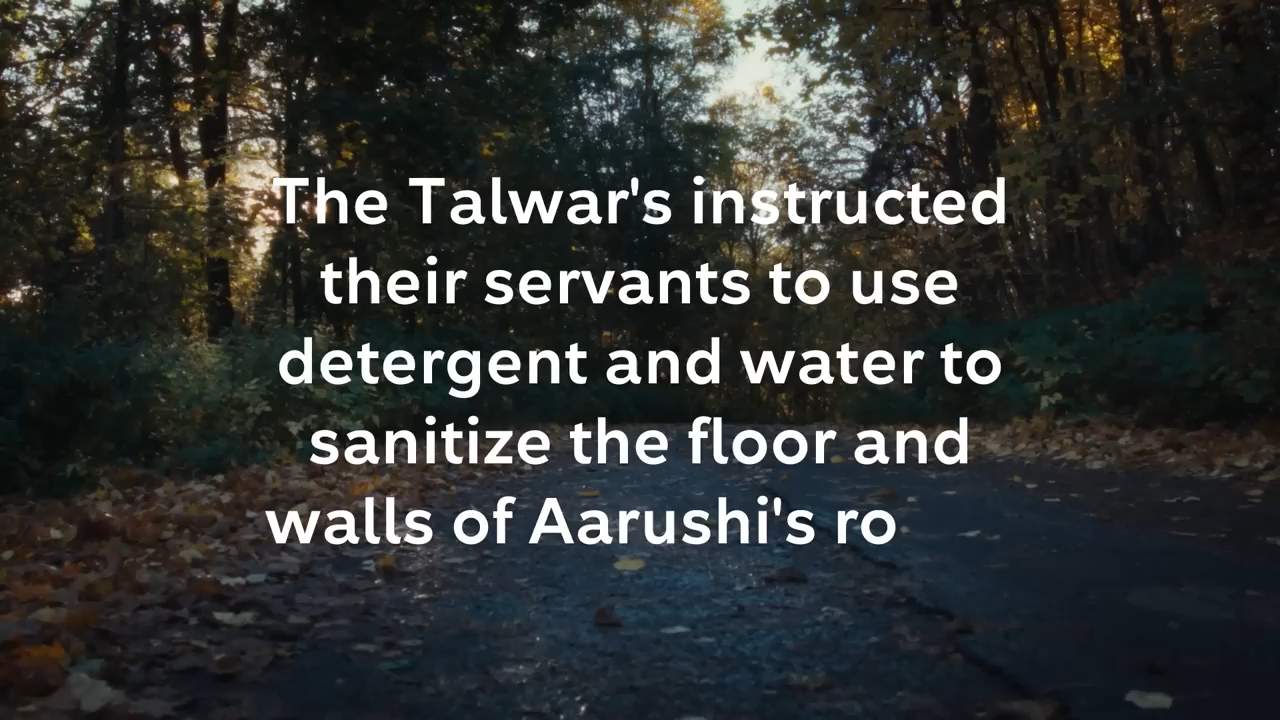 The Talwar's instructed
their servants to use
detergent and water to
sanitize the floor and
walls of Aarushi's ro